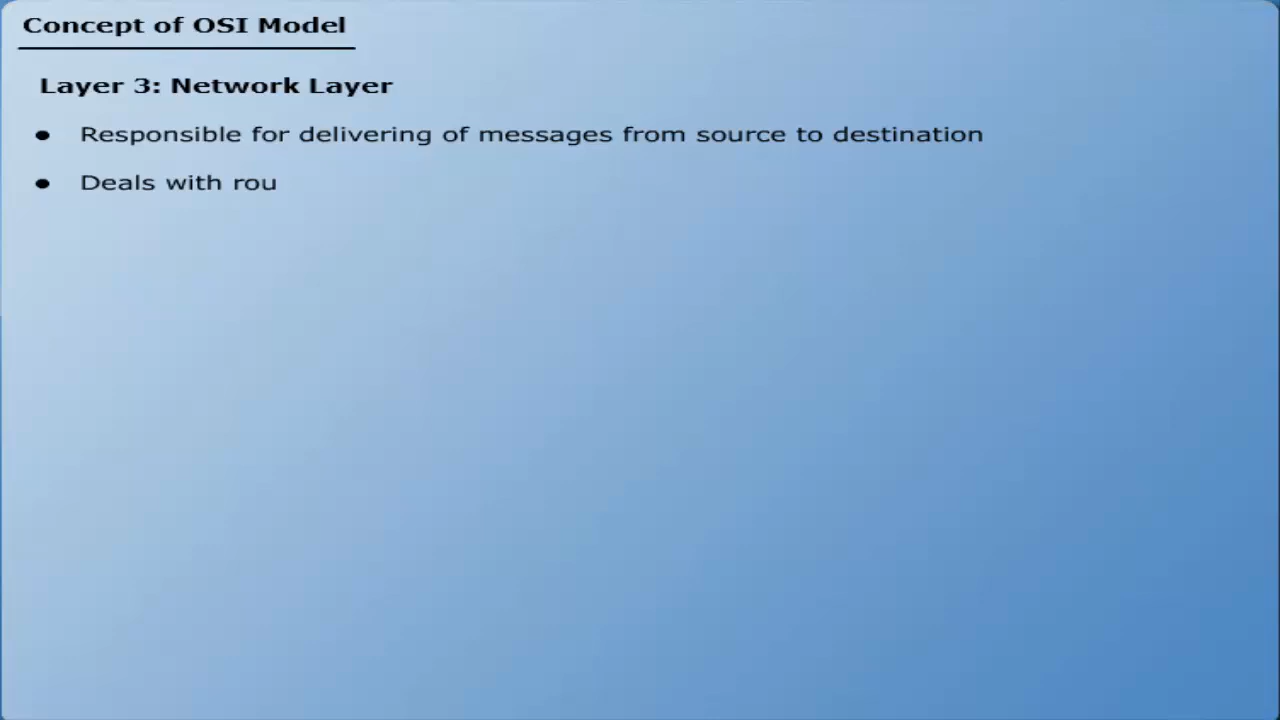 Concept of OSI Model
Layer 3: Network Layer
● Responsible for delivering of messages from source to destination
● Deals with rou